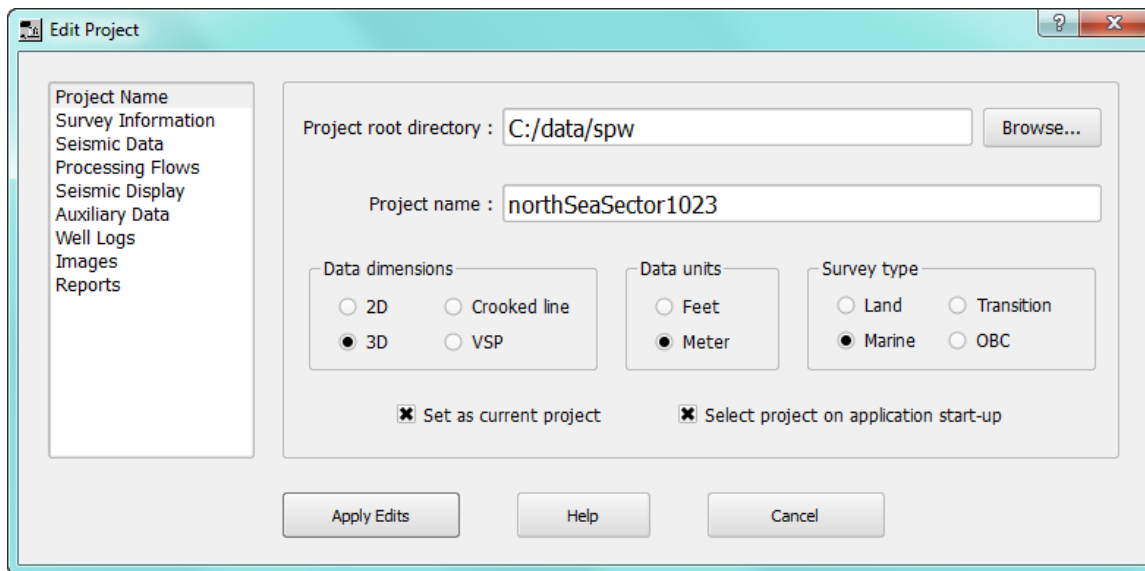 Edit Project
Project Name
Survey Information
Seismic Data
Processing Flows
Seismic Display
Auxiliary Data
Well Logs
Images
Reports
Project root directory : C:/data/spw Browse...
Project name : northSeaSector1023
Data dimensions Data units Survey type
2D Crooked line Feet Land Transition
3D VSP Meter Marine OBC
Set as current project Select project on application start-up
Apply Edits Help Cancel